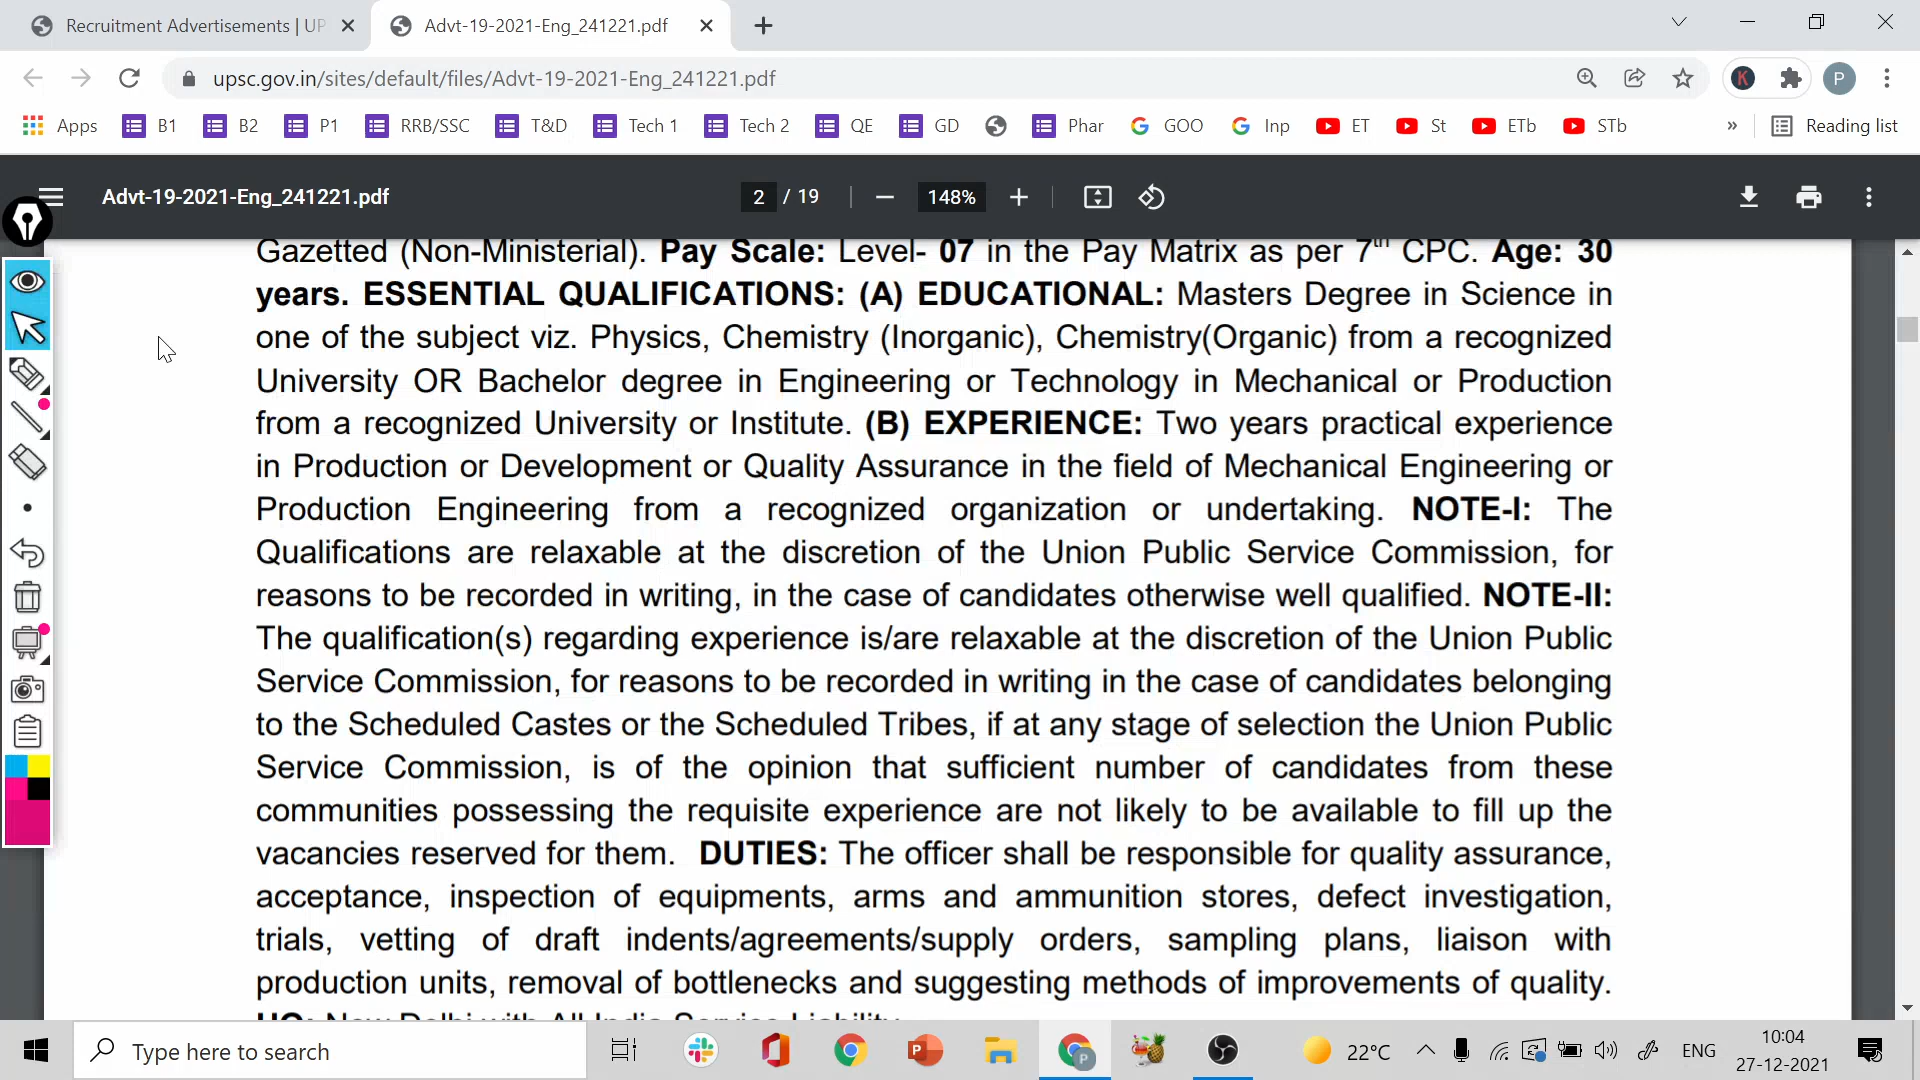 Recruitment Advertisements | UP
Advt-19-2021-Eng_241221.pdf
upsc.gov.in/sites/default/files/Advt-19-2021-Eng_241221.pdf
K
P
Apps B1 B2 P1 RRB/SSC T&D Tech 1 Tech 2 QE GD Phar GOO Inp ET St ETb STb » Reading list
Advt-19-2021-Eng_241221.pdf 2 / 19 148%
Gazetted (Non-Ministerial). Pay Scale: Level- 07 in the Pay Matrix as per 7th CPC. Age: 30
years. ESSENTIAL QUALIFICATIONS: (A) EDUCATIONAL: Masters Degree in Science in
one of the subject viz. Physics, Chemistry (Inorganic), Chemistry(Organic) from a recognized
University OR Bachelor degree in Engineering or Technology in Mechanical or Production
from a recognized University or Institute. (B) EXPERIENCE: Two years practical experience
in Production or Development or Quality Assurance in the field of Mechanical Engineering or
Production Engineering from a recognized organization or undertaking. NOTE-I: The
Qualifications are relaxable at the discretion of the Union Public Service Commission, for
reasons to be recorded in writing, in the case of candidates otherwise well qualified. NOTE-II:
The qualification(s) regarding experience is/are relaxable at the discretion of the Union Public
Service Commission, for reasons to be recorded in writing in the case of candidates belonging
to the Scheduled Castes or the Scheduled Tribes, if at any stage of selection the Union Public
Service Commission, is of the opinion that sufficient number of candidates from these
communities possessing the requisite experience are not likely to be available to fill up the
vacancies reserved for them. DUTIES: The officer shall be responsible for quality assurance,
acceptance, inspection of equipments, arms and ammunition stores, defect investigation,
trials, vetting of draft indents/agreements/supply orders, sampling plans, liaison with
production units, removal of bottlenecks and suggesting methods of improvements of quality.
HQ: New Delhi with All India Service Liability
Type here to search
P
P
22°C
ENG
10:04
27-12-2021